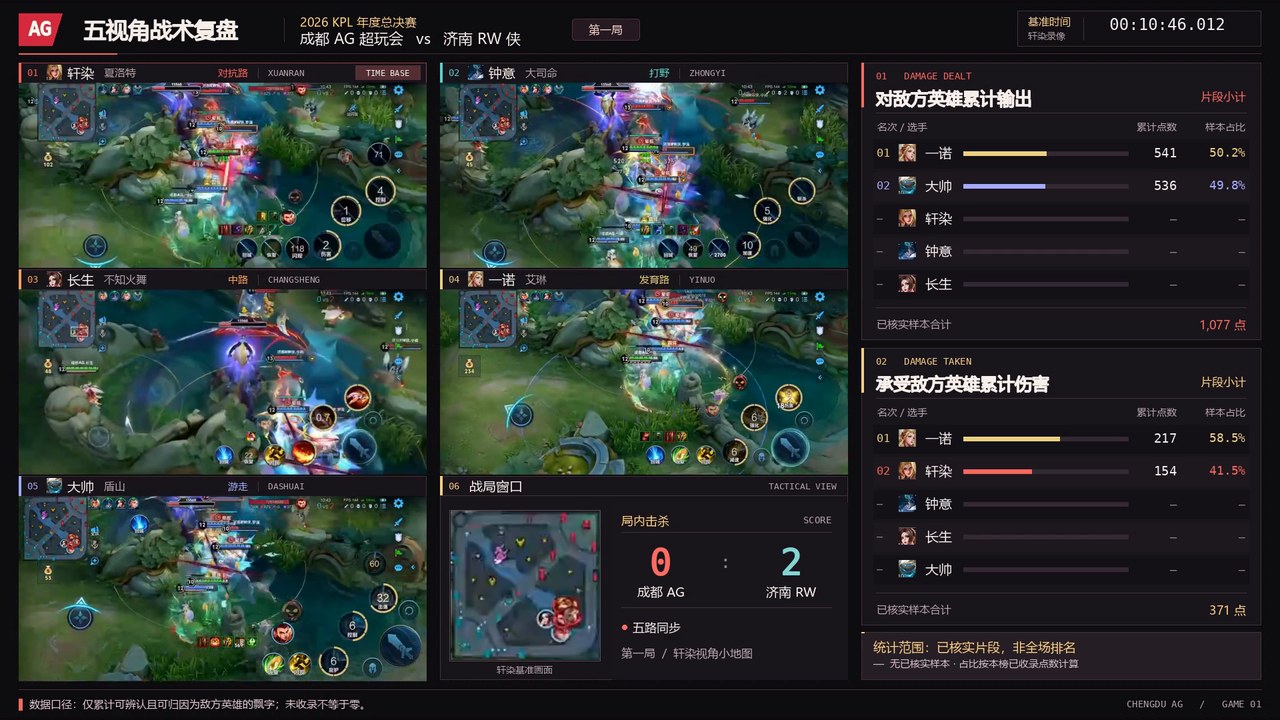 AG 五视角战术复盘
2026 KPL 年度总决赛
成都 AG 超玩会 vs 济南 RW 侠
第一局
基准时间
轩染录像
00:10:46.012
01 轩染 夏洛特 对抗路 XUANRAN TIME BASE
02 钟意 大司命 打野 ZHONGYI
03 长生 不知火舞 中路 CHANGSHENG
04 一诺 艾琳 发育路 YINUO
05 大帅 盾山 游走 DASHUAI
06 战局窗口 TACTICAL VIEW
局内击杀 SCORE
0 : 2
成都 AG 济南 RW
五路同步
第一局 / 轩染视角小地图
轩染基准画面
01 DAMAGE DEALT
对敌方英雄累计输出 片段小计
名次 / 选手 累计点数 样本占比
01 一诺 541 50.2%
02 大帅 536 49.8%
— 轩染 — —
— 钟意 — —
— 长生 — —
已核实样本合计 1,077 点
02 DAMAGE TAKEN
承受敌方英雄累计伤害 片段小计
名次 / 选手 累计点数 样本占比
01 一诺 217 58.5%
02 轩染 154 41.5%
— 钟意 — —
— 长生 — —
— 大帅 — —
已核实样本合计 371 点
统计范围：已核实片段，非全场排名
— 无已核实样本 · 占比按本榜已收录点数计算
数据口径：仅累计可辨认且可归因为敌方英雄的飘字；未收录不等于零。
CHENGDU AG / GAME 01